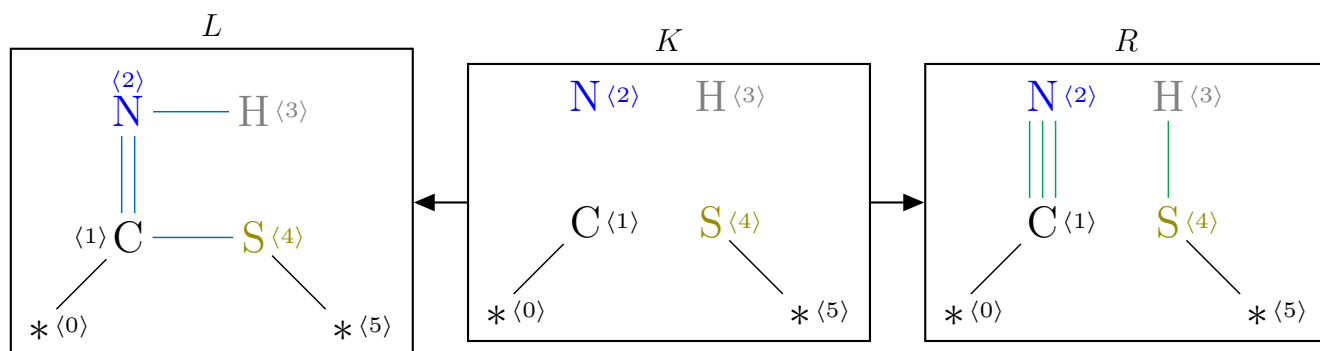 L
⟨2⟩
N H ⟨3⟩
⟨1⟩ C S ⟨4⟩
* ⟨0⟩ * ⟨5⟩
K
N ⟨2⟩ H ⟨3⟩
C ⟨1⟩ S ⟨4⟩
* ⟨0⟩ * ⟨5⟩
R
N ⟨2⟩ H ⟨3⟩
C ⟨1⟩ S ⟨4⟩
* ⟨0⟩ * ⟨5⟩